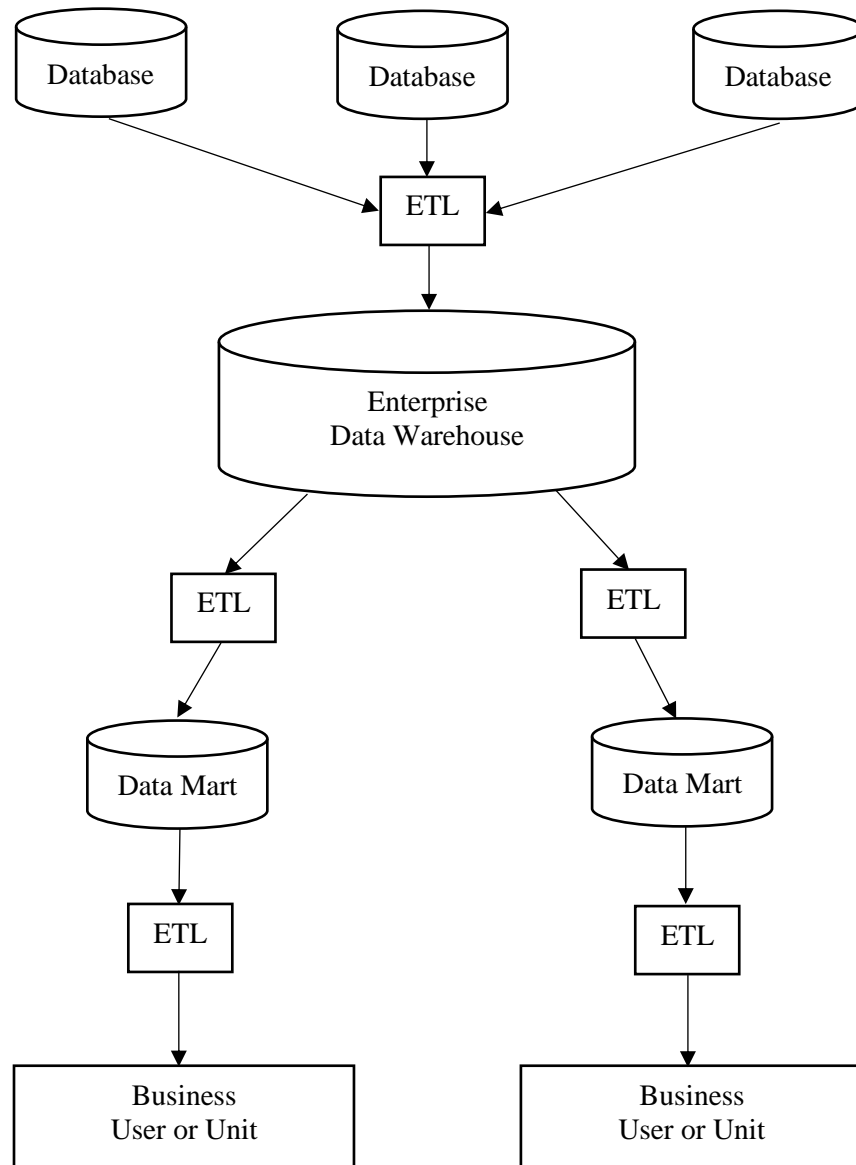 Database
Database
Database
ETL
Enterprise
Data Warehouse
ETL
ETL
Data Mart
Data Mart
ETL
ETL
Business
User or Unit
Business
User or Unit